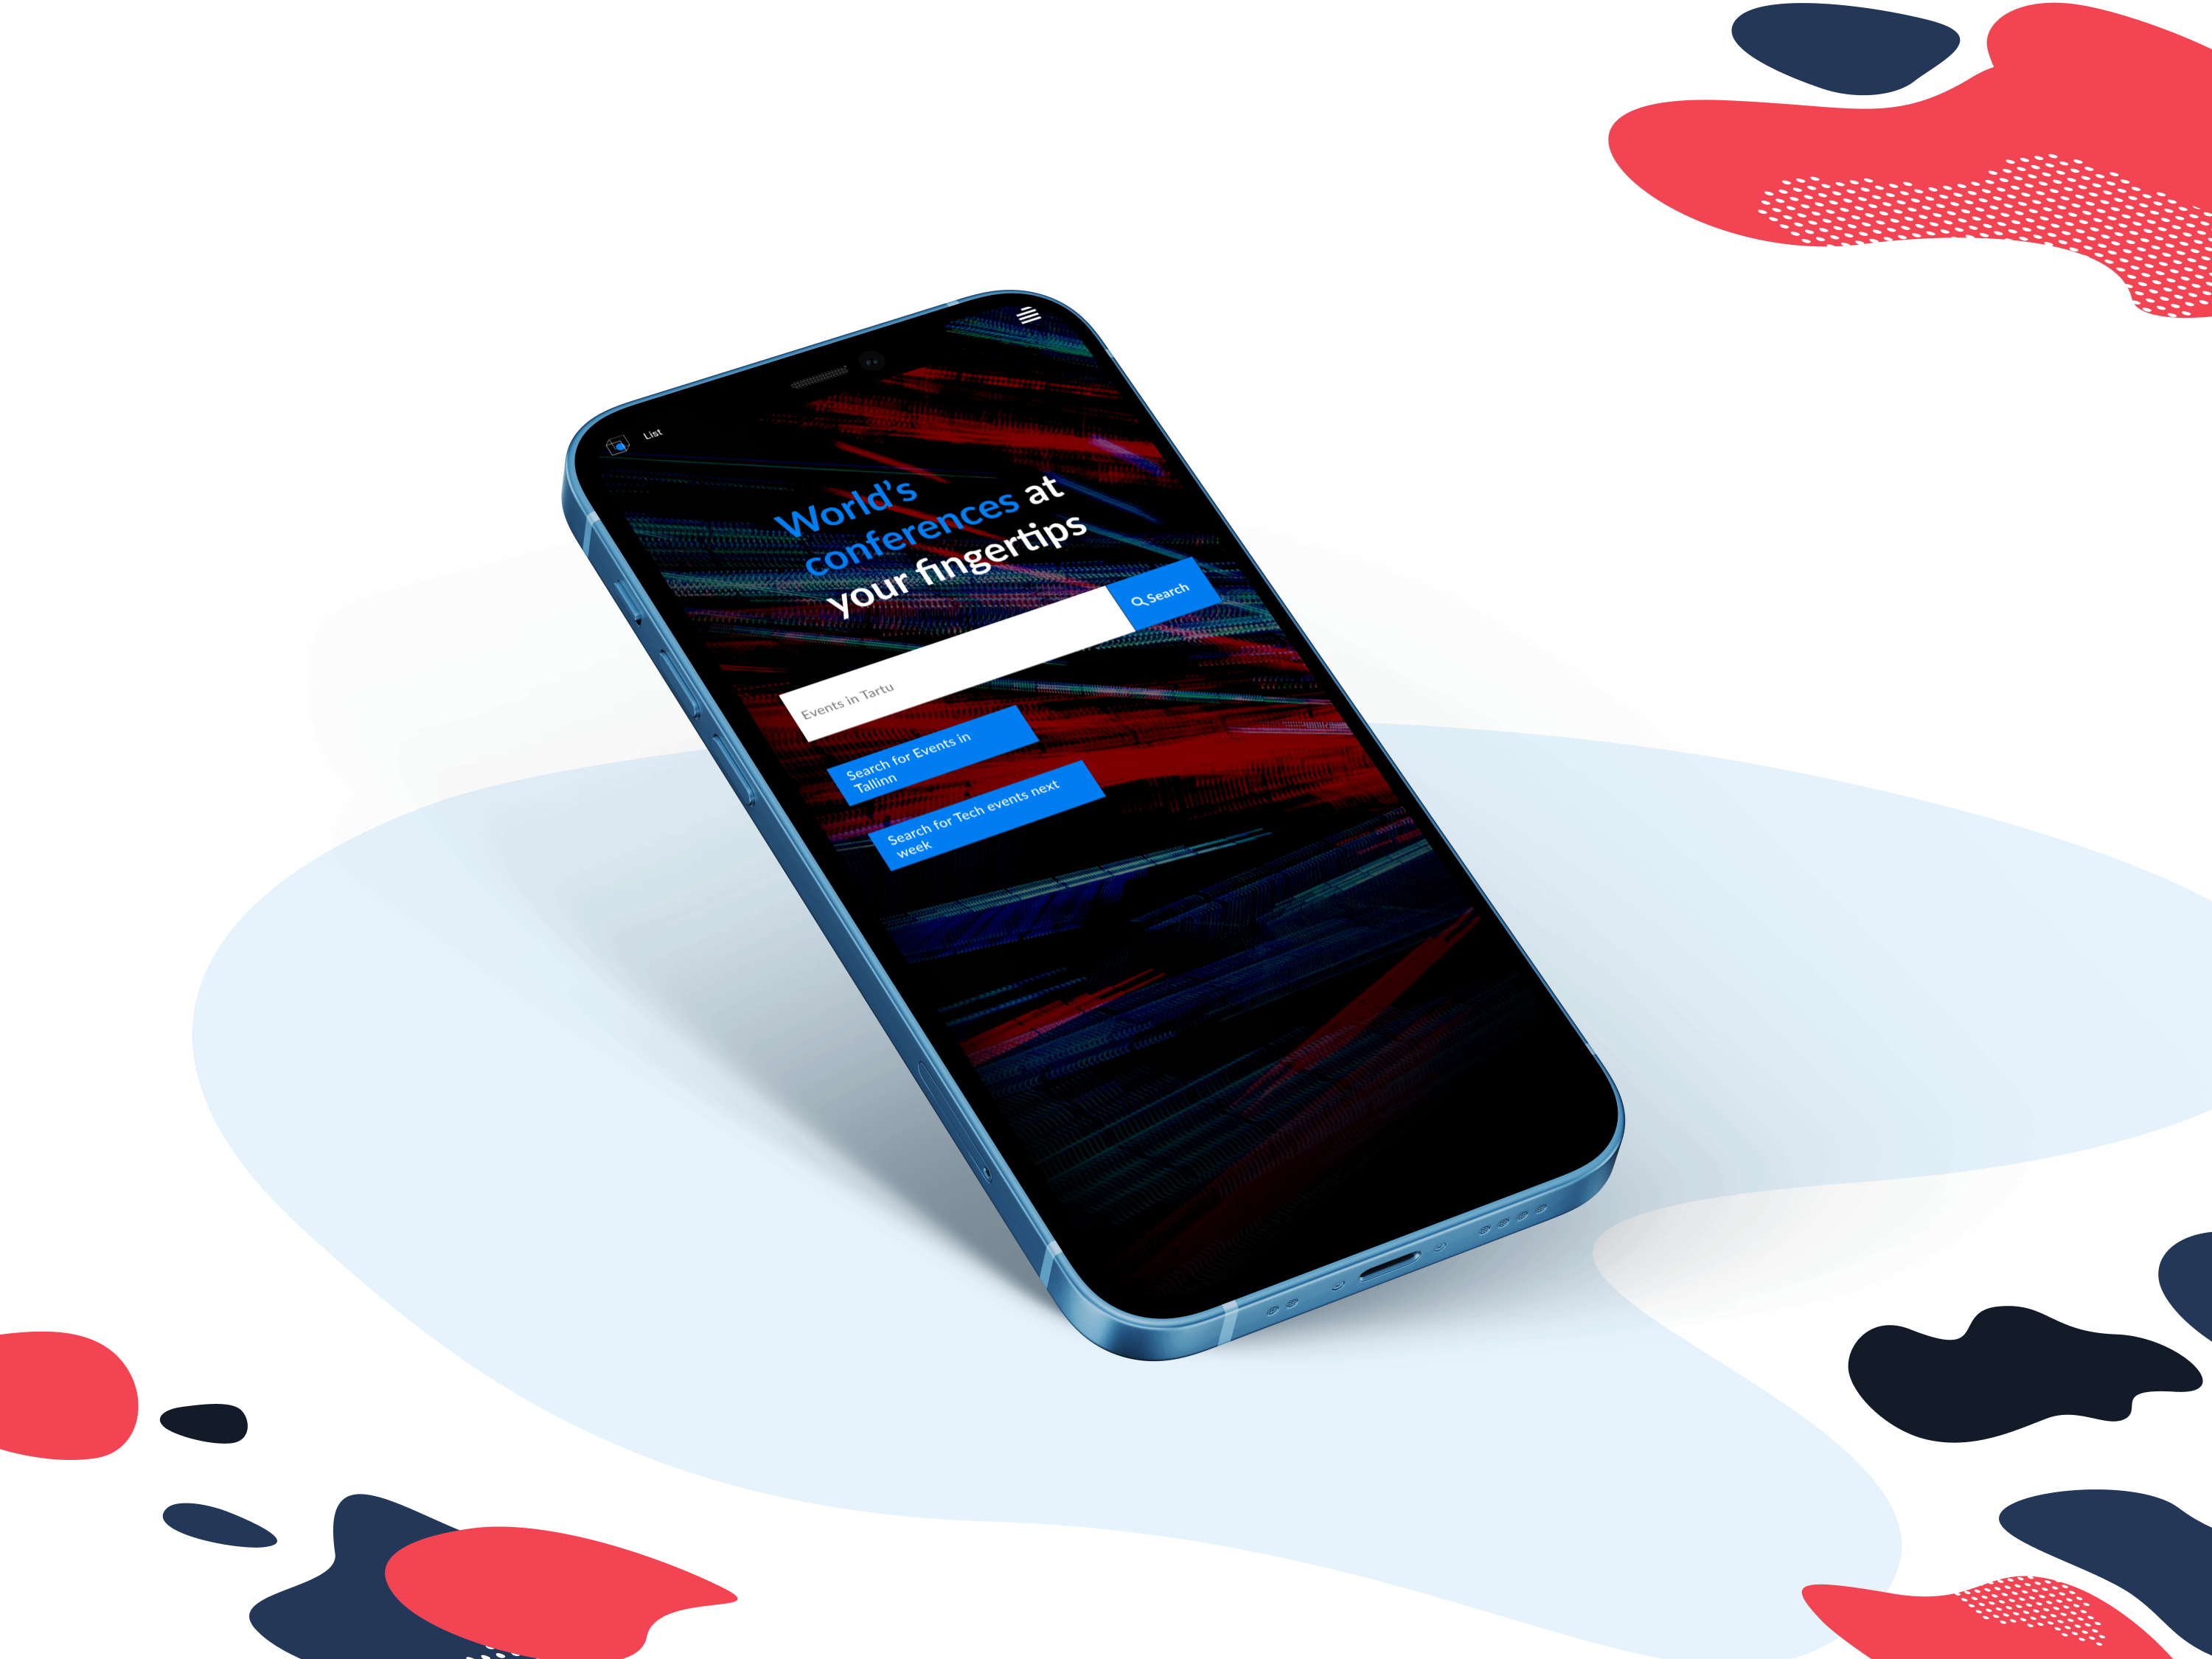 List
World's
conferences at
your fingertips
Events in Tartu
Search
Search for Events in
Tallinn
Search for Tech events next
week